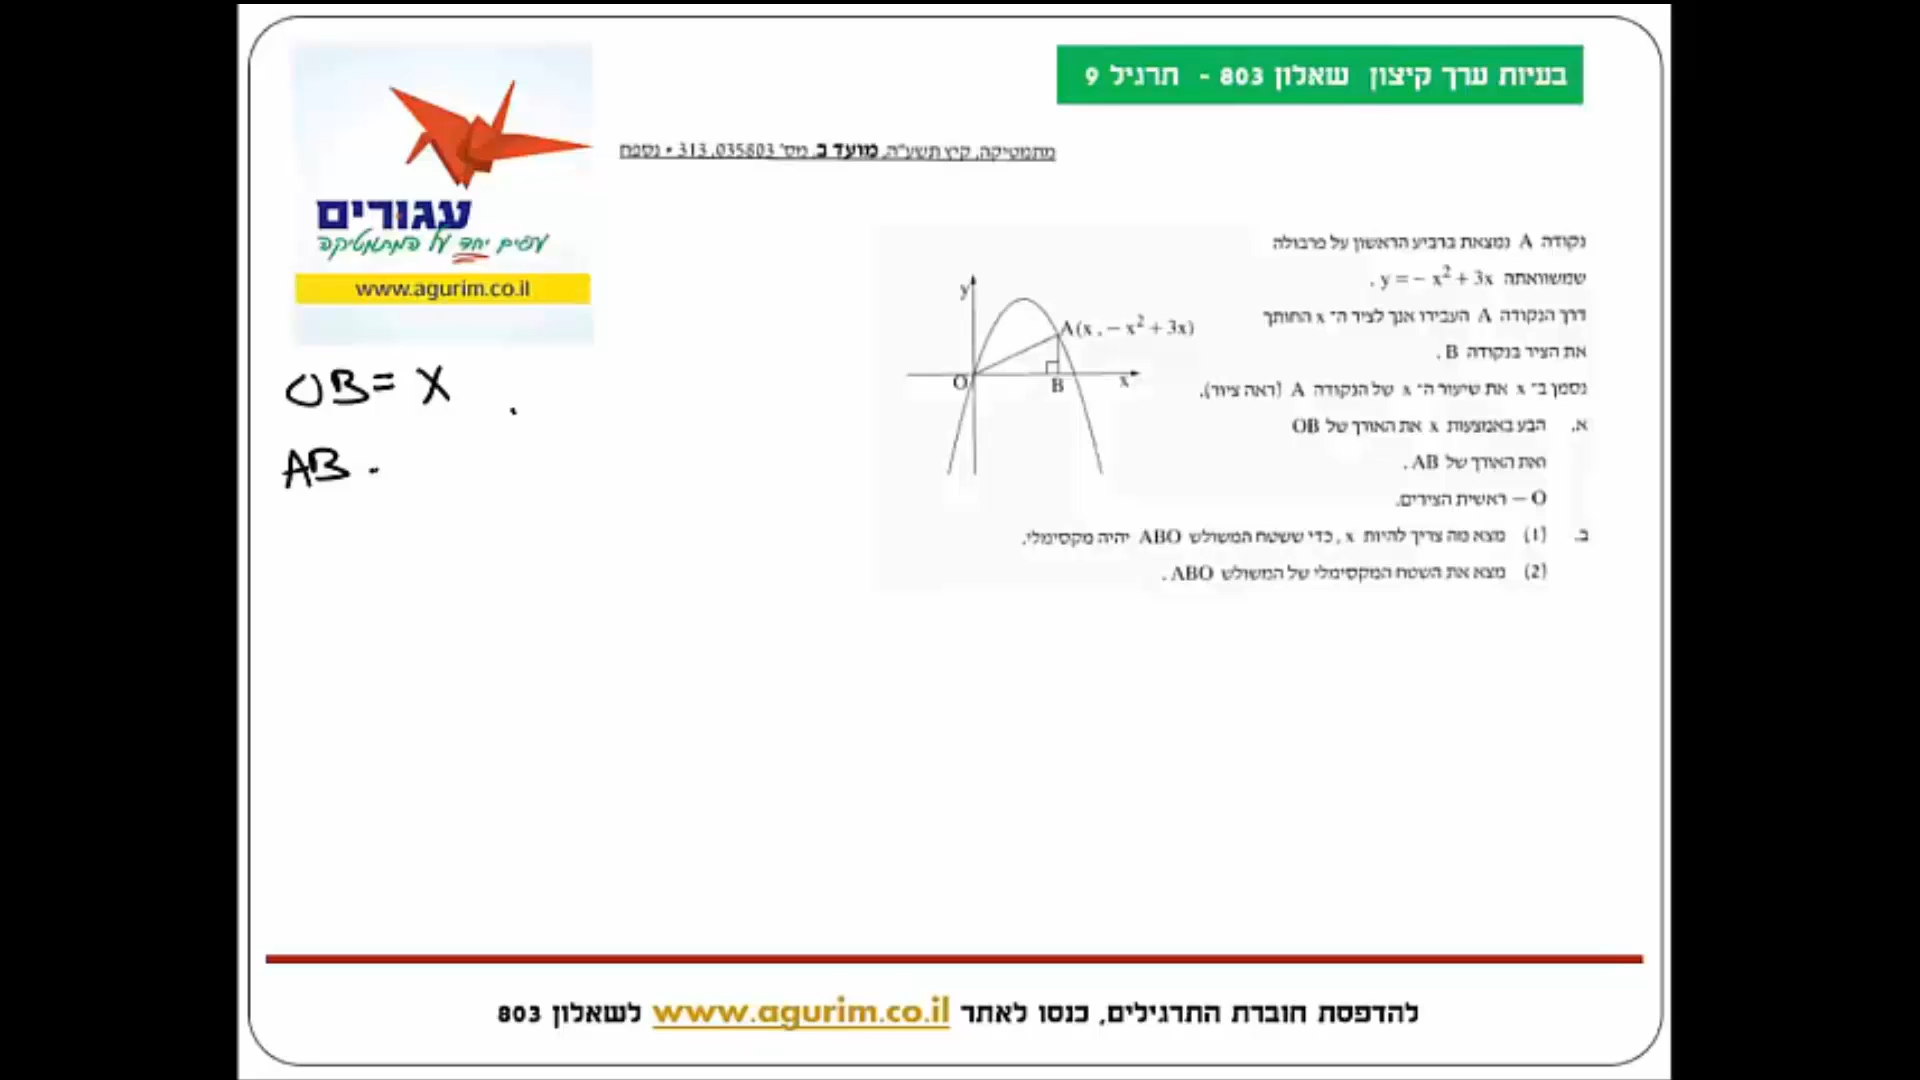 בעיות ערך קיצון שאלון 803 - תרגיל 9
מתמטיקה, קיץ תשע"ה, מועד ב, מס' 035803, 313 • נספח
עגורים
עפים יחד על המתמטיקה
www.agurim.co.il
נקודה A נמצאת ברביע הראשון על פרבולה
שמשוואתה y = − x² + 3x .
דרך הנקודה A העבירו אנך לציר ה־ x החותך
את הציר בנקודה B .
נסמן ב־ x את שיעור ה־ x של הנקודה A (ראה ציור).
א. הבע באמצעות x את האורך של OB
ואת האורך של AB .
O – ראשית הצירים.
ב. (1) מצא מה צריך להיות x , כדי ששטח המשולש ABO יהיה מקסימלי.
(2) מצא את השטח המקסימלי של המשולש ABO .
y
A(x , − x² + 3x)
O
B
x
OB = X
AB
להדפסת חוברת התרגילים, כנסו לאתר www.agurim.co.il לשאלון 803